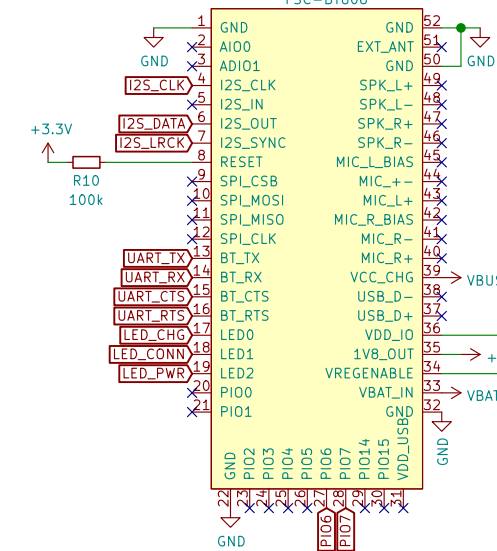 FSC-BT806
1 GND
2 AIO0
3 ADIO1
I2S_CLK 4 I2S_CLK
5 I2S_IN
I2S_DATA 6 I2S_OUT
I2S_LRCK 7 I2S_SYNC
8 RESET
9 SPI_CSB
10 SPI_MOSI
11 SPI_MISO
12 SPI_CLK
UART_TX 13 BT_TX
UART_RX 14 BT_RX
UART_CTS 15 BT_CTS
UART_RTS 16 BT_RTS
LED_CHG 17 LED0
LED_CONN 18 LED1
LED_PWR 19 LED2
20 PIO0
21 PIO1
GND
+3.3V
R10
100k
GND 52
EXT_ANT 51
GND 50
SPK_L+ 49
SPK_L- 48
SPK_R+ 47
SPK_R- 46
MIC_L_BIAS 45
MIC_+- 44
MIC_L+ 43
MIC_R_BIAS 42
MIC_R- 41
MIC_R+ 40
VCC_CHG 39 VBUS
USB_D- 38
USB_D+ 37
VDD_IO 36
1V8_OUT 35 +
VREGENABLE 34
VBAT_IN 33 VBAT
GND 32
GND
GND
22 GND
23 PIO2
24 PIO3
25 PIO4
26 PIO5
27 PIO6 PIO6
28 PIO7 PIO7
29 PIO14
30 PIO15
31 VDD_USB
GND